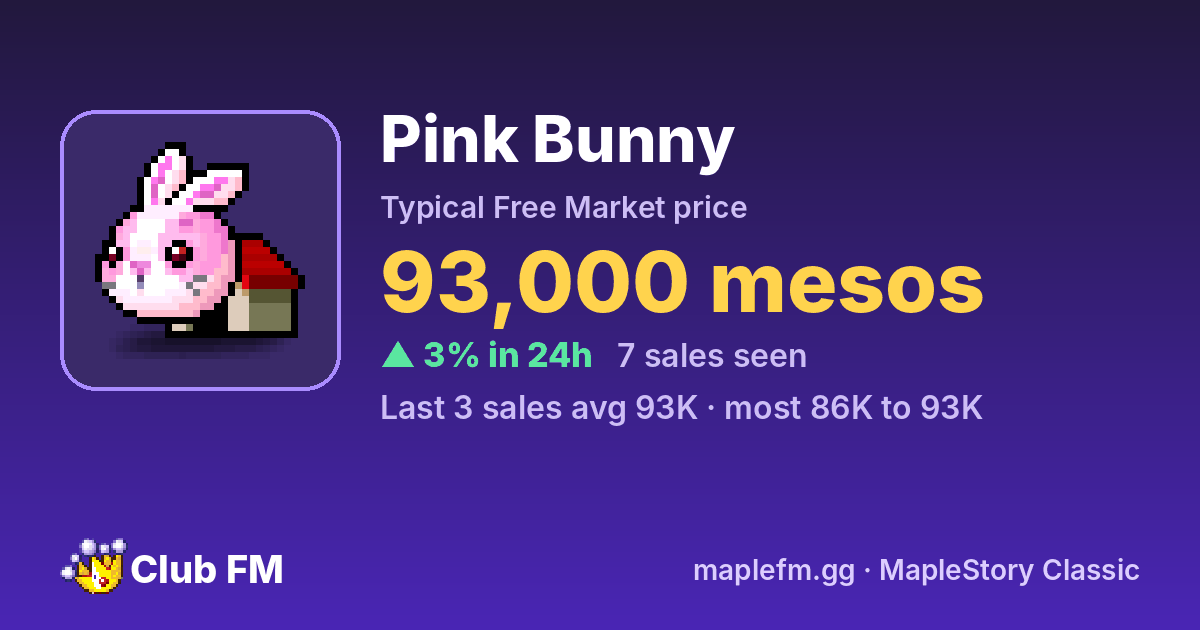 Pink Bunny
Typical Free Market price
93,000 mesos
▲ 3% in 24h 7 sales seen
Last 3 sales avg 93K · most 86K to 93K
Club FM
maplefm.gg · MapleStory Classic